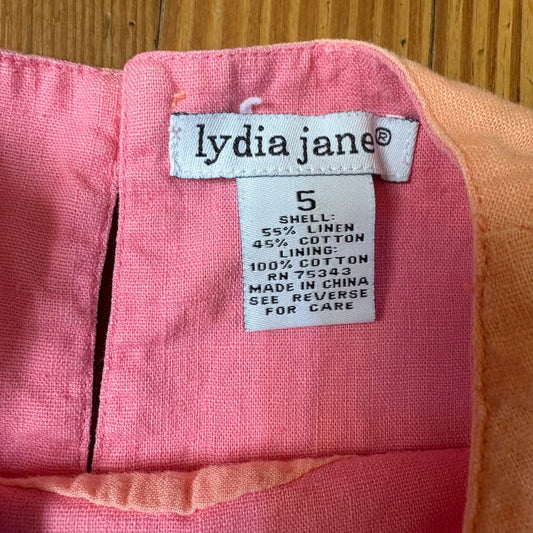 lydia jane®
5
SHELL:
55% LINEN
45% COTTON
LINING:
100% COTTON
RN 75343
MADE IN CHINA
SEE REVERSE
FOR CARE